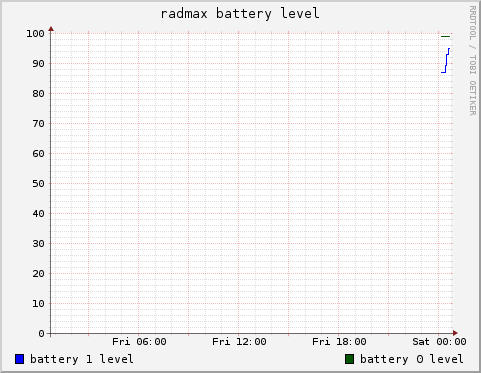 radmax battery level
RRDTOOL / TOBI OETIKER
100
90
80
70
60
50
40
30
20
10
0
Fri 06:00 Fri 12:00 Fri 18:00 Sat 00:00
battery 1 level battery 0 level